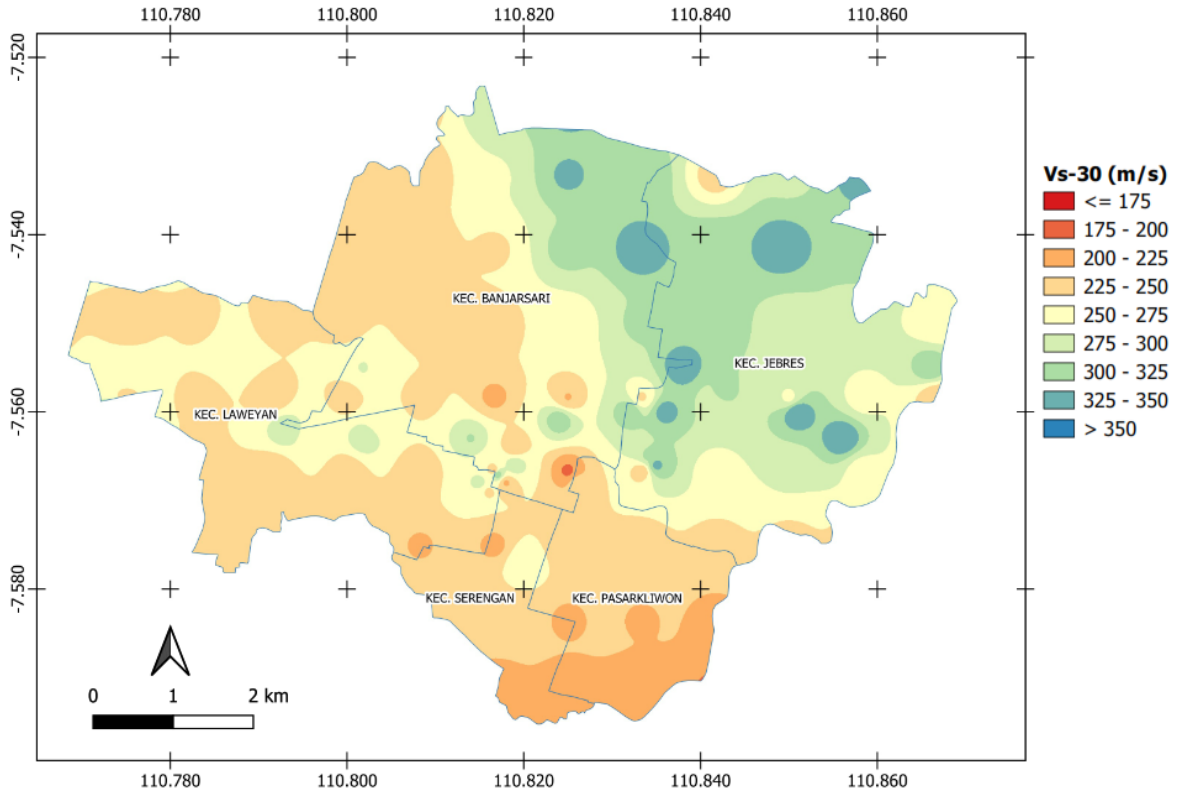 110.780 110.800 110.820 110.840 110.860
-7.520
-7.540
-7.560
-7.580
KEC. BANJARSARI
KEC. JEBRES
KEC. LAWEYAN
KEC. SERENGAN
KEC. PASARKLIWON
0 1 2 km
110.780 110.800 110.820 110.840 110.860
Vs-30 (m/s)
<= 175
175 - 200
200 - 225
225 - 250
250 - 275
275 - 300
300 - 325
325 - 350
> 350